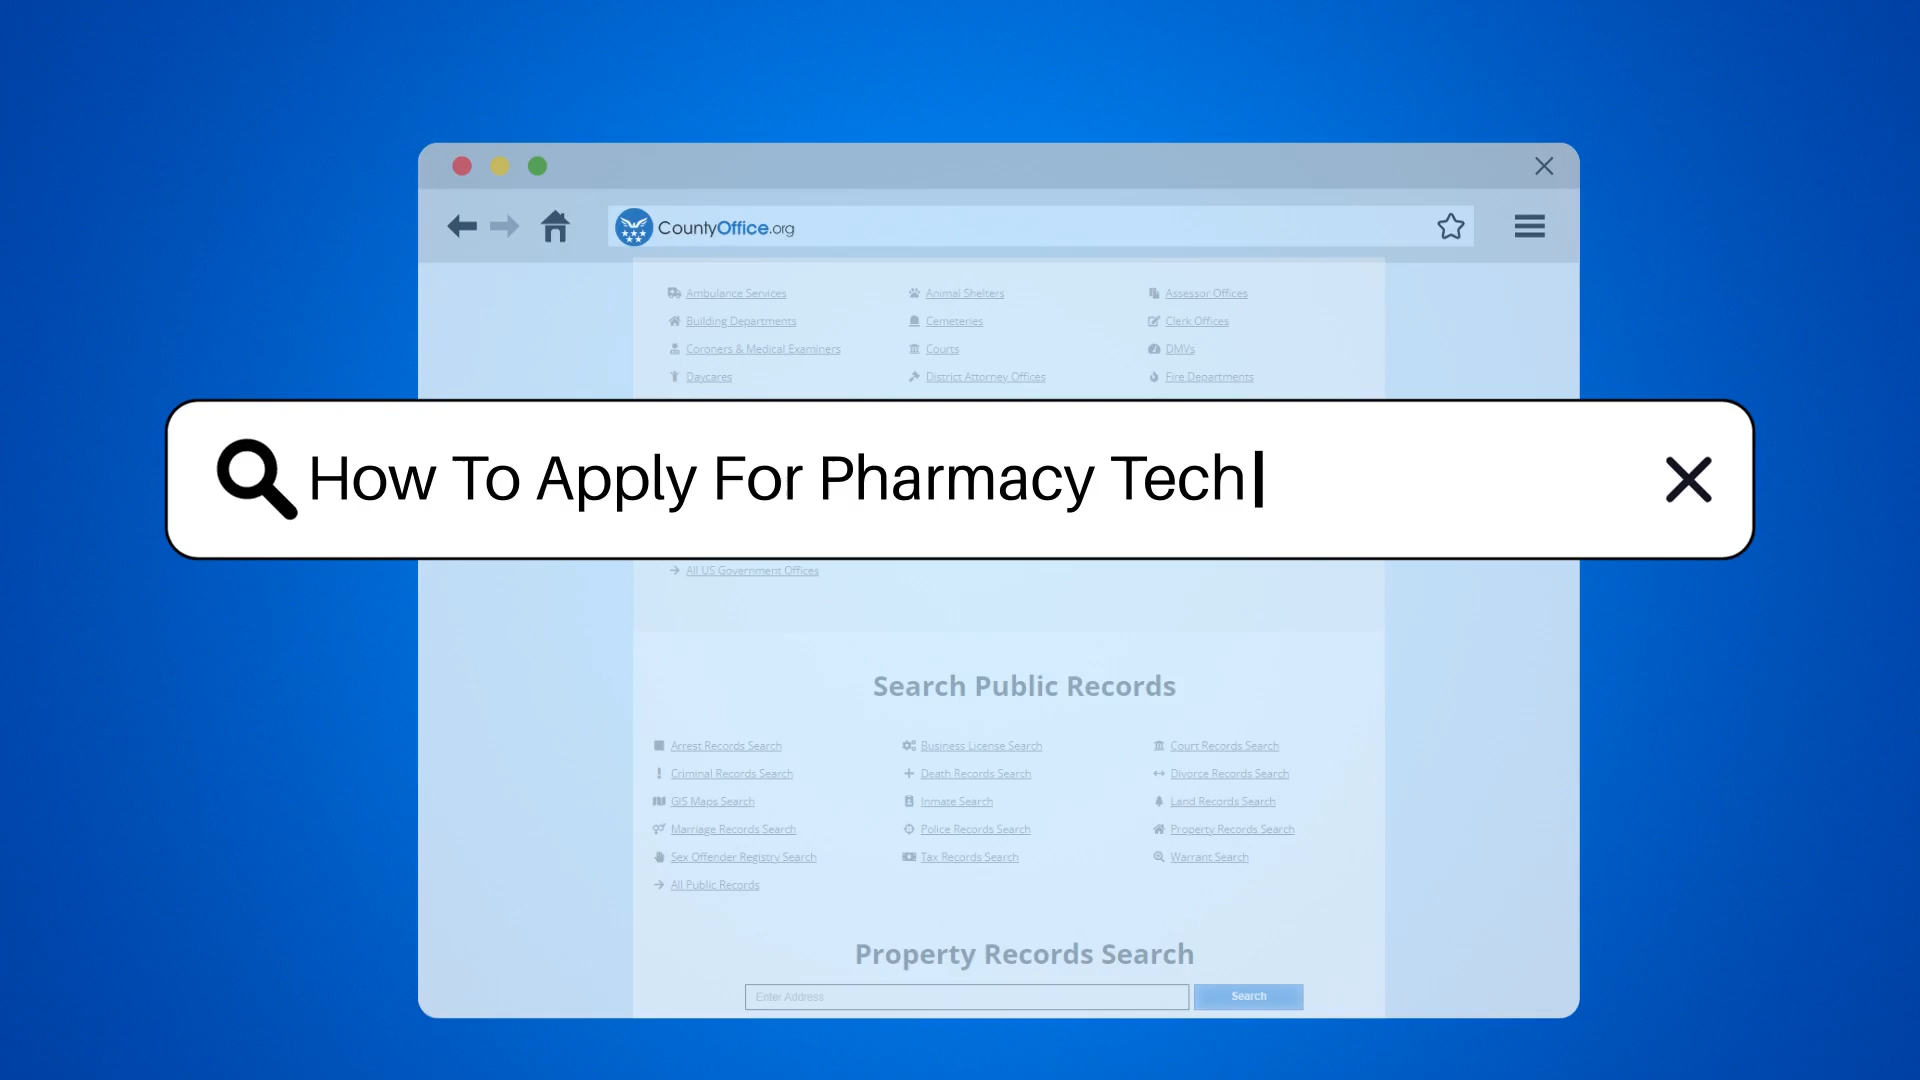 CountyOffice.org
Ambulance Services Animal Shelters Assessor Offices
Building Departments Cemeteries Clerk Offices
Coroners & Medical Examiners Courts DMVs
Daycares District Attorney Offices Fire Departments
How To Apply For Pharmacy Tech
All US Government Offices
Search Public Records
Arrest Records Search Business License Search Court Records Search
Criminal Records Search Death Records Search Divorce Records Search
GIS Maps Search Inmate Search Land Records Search
Marriage Records Search Police Records Search Property Records Search
Sex Offender Registry Search Tax Records Search Warrant Search
All Public Records
Property Records Search
Enter Address Search